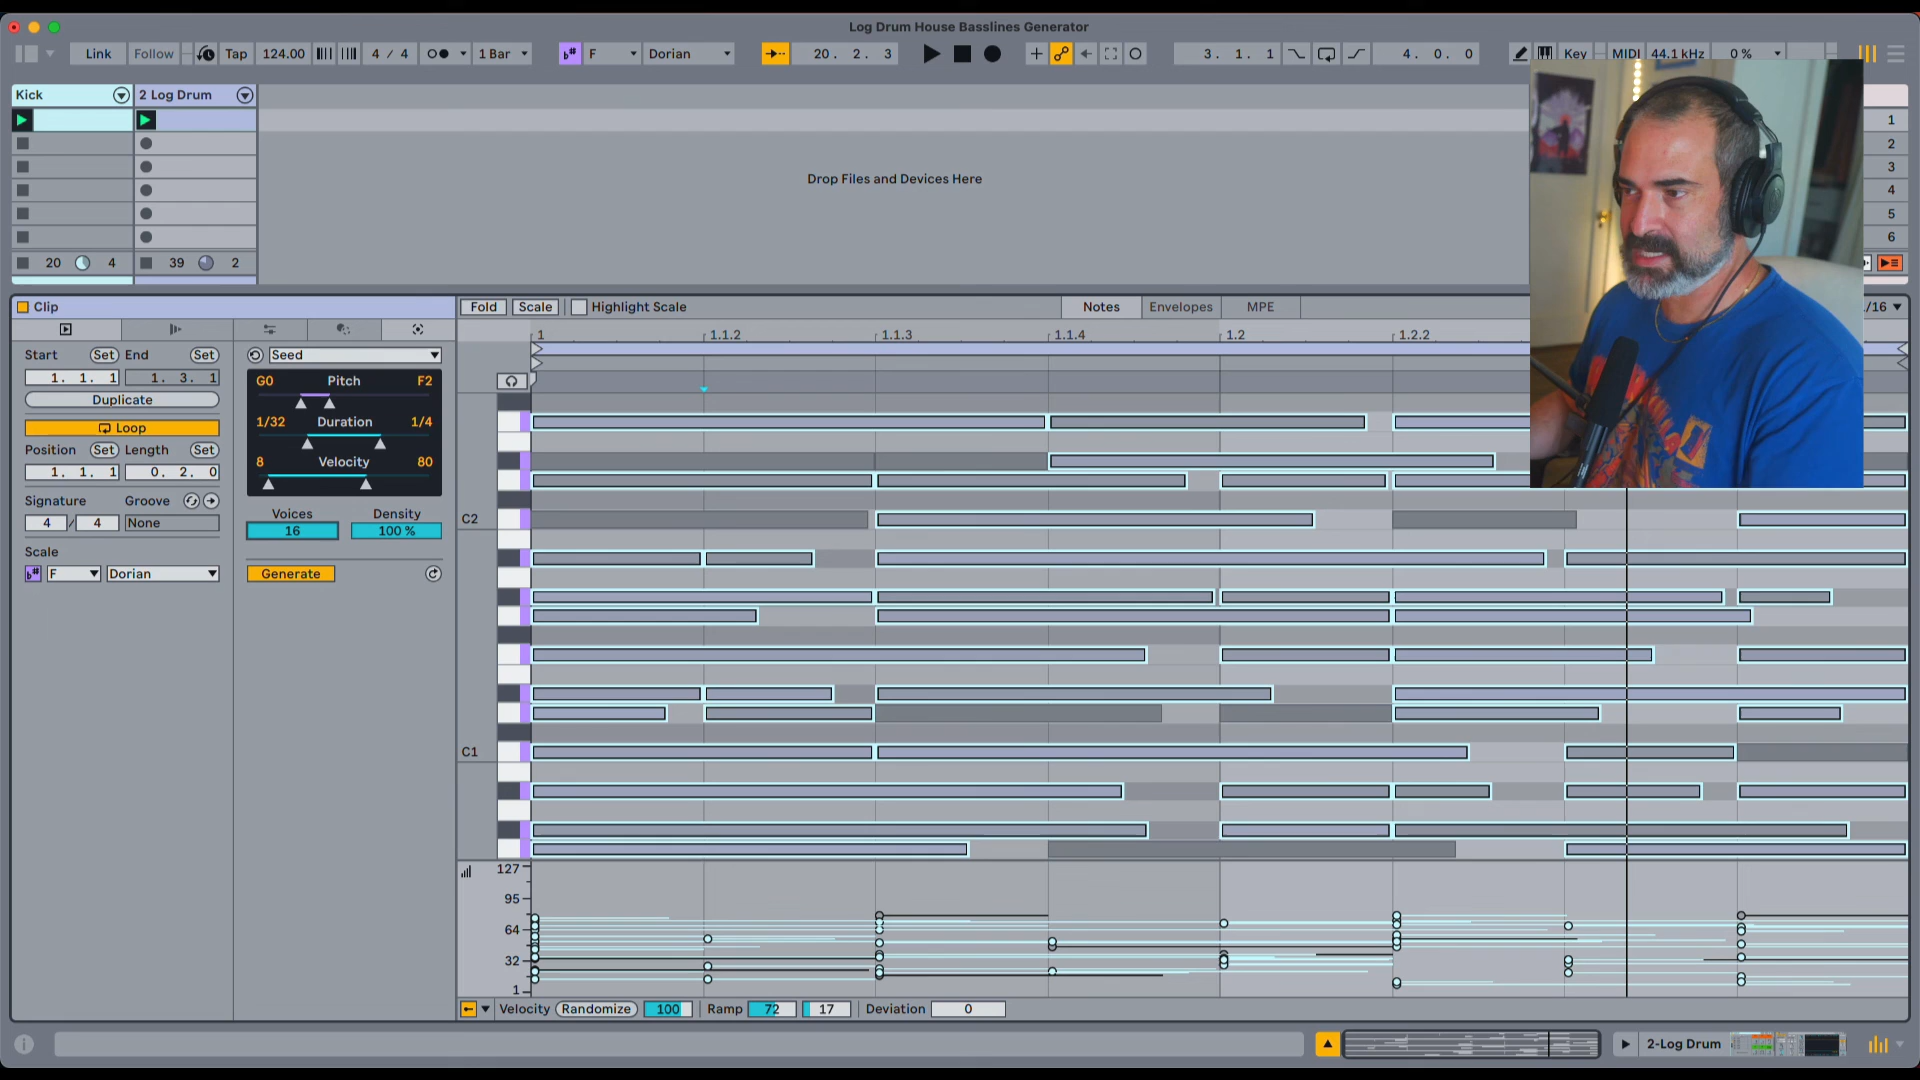 Log Drum House Basslines Generator
Link Follow Tap 124.00 4 / 4 1 Bar F Dorian 20. 2. 3 3. 1. 1 4. 0. 0 Key MIDI 44.1 kHz 0 %
Kick 2 Log Drum
1
2
3
4
5
6
Drop Files and Devices Here
20 4 39 2
Clip
Fold Scale Highlight Scale Notes Envelopes MPE /16
Start Set End Set
1. 1. 1 1. 3. 1
Duplicate
Loop
Position Set Length Set
1. 1. 1 0. 2. 0
Signature Groove
4 / 4 None
Scale
F Dorian
Seed
G0 Pitch F2
1/32 Duration 1/4
8 Velocity 80
Voices Density
16 100 %
Generate
1 1.1.2 1.1.3 1.1.4 1.2 1.2.2
C2
C1
127
95
64
32
1
Velocity Randomize 100 Ramp 72 17 Deviation 0
2-Log Drum